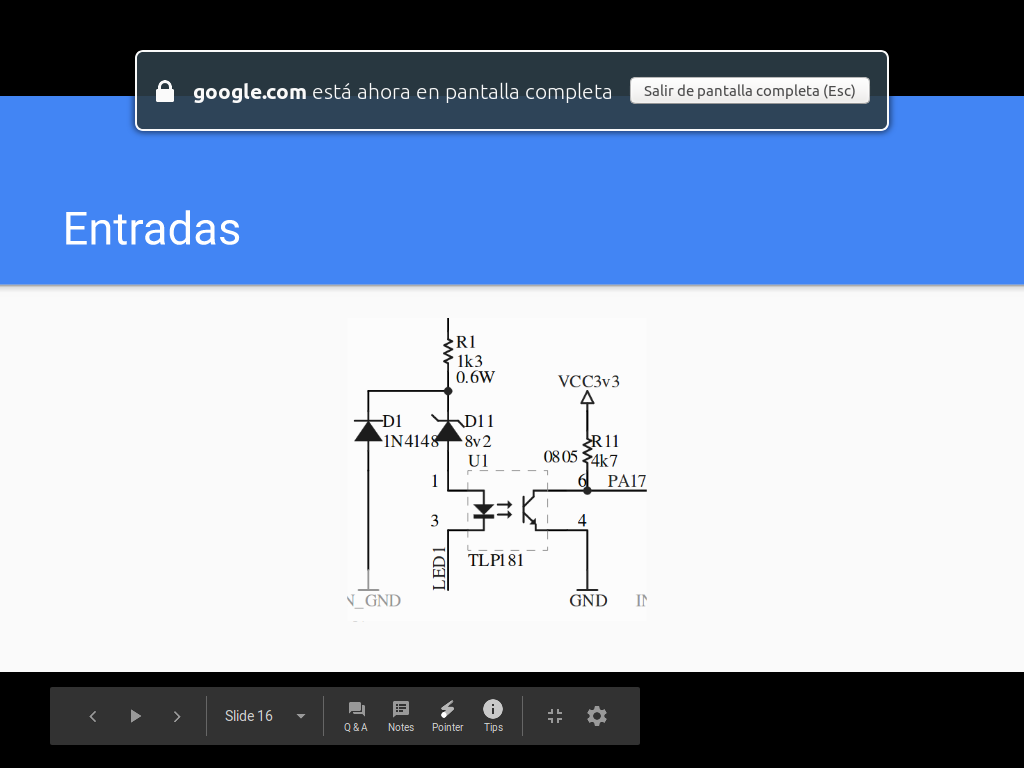 google.com está ahora en pantalla completa
Salir de pantalla completa (Esc)
Entradas
R1
1k3
0.6W
VCC3v3
D1
1N4148
D11
8v2
U1
R11
0805
4k7
1
6
PA17
3
4
LED1
TLP181
N_GND
GND
IN
Slide 16
Q & A
Notes
Pointer
Tips